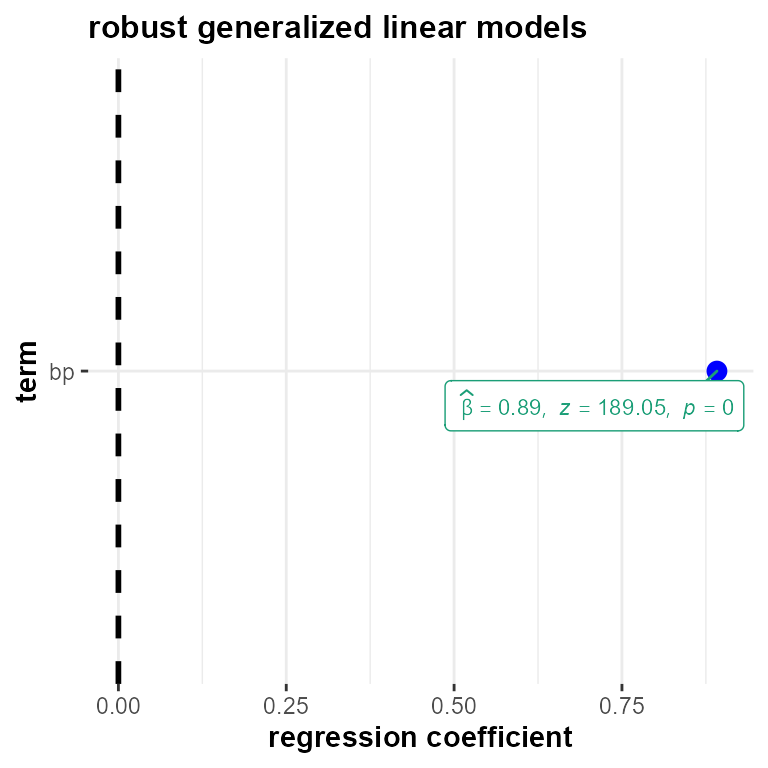 robust generalized linear models
term
bp
β̂ = 0.89, z = 189.05, p = 0
0.00 0.25 0.50 0.75
regression coefficient